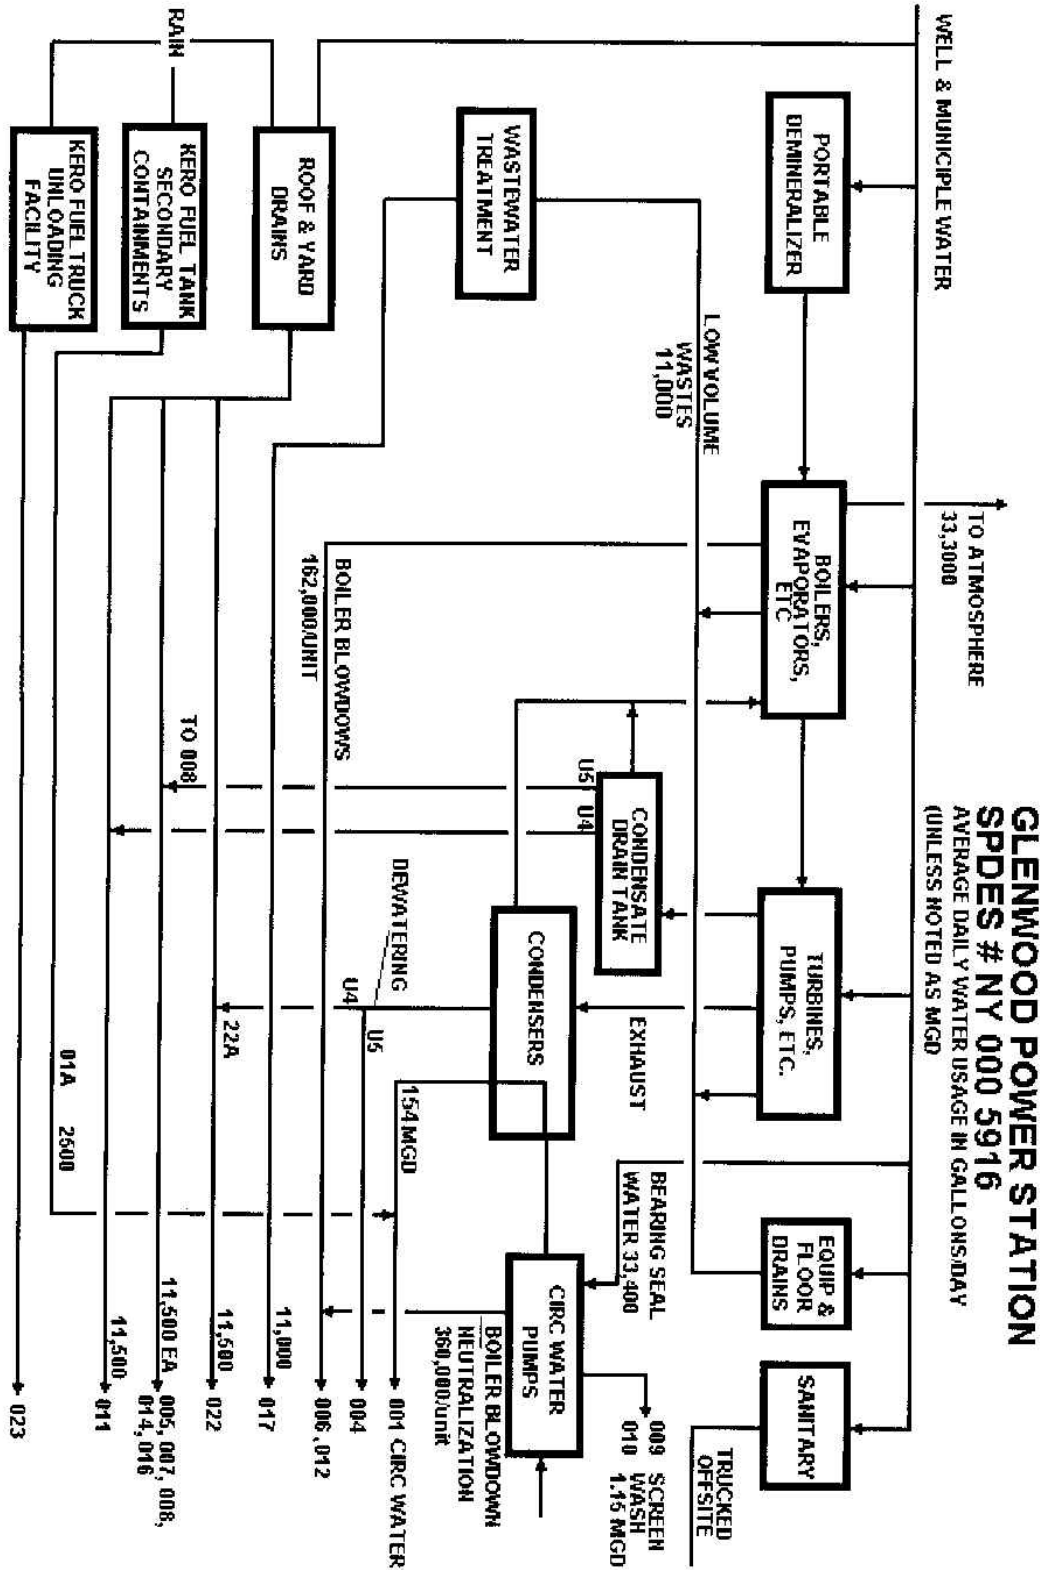 GLENWOOD POWER STATION
SPDES # NY 000 5916
AVERAGE DAILY WATER USAGE IN GALLONS/DAY
(UNLESS NOTED AS MGD
WELL & MUNICIPLE WATER
TO ATMOSPHERE
33,3000
PORTABLE
DEMINERALIZER
BOILERS,
EVAPORATORS,
ETC
TURBINES,
PUMPS, ETC.
EQUIP &
FLOOR
DRAINS
SANITARY
TRUCKED
OFFSITE
LOW VOLUME
WASTES
11,000
CONDENSATE
DRAIN TANK
U5
U4
EXHAUST
BEARING SEAL
WATER 33,400
009
010
SCREEN
WASH
1.15 MGD
WASTEWATER
TREATMENT
CONDENSERS
CIRC WATER
PUMPS
BOILER BLOWDOWN
NEUTRALIZATION
360,000/unit
DEWATERING
U4
U5
154 MGD
001 CIRC WATER
004
BOILER BLOWDOWS
162,000/UNIT
006,012
ROOF & YARD
DRAINS
11,000
017
22A
11,500
022
TO 008
11,500 EA
005, 007, 008,
014,016
RAIN
KERO FUEL TANK
SECONDARY
CONTAINMENTS
11,500
011
01A
2500
KERO FUEL TRUCK
UNLOADING
FACILITY
023